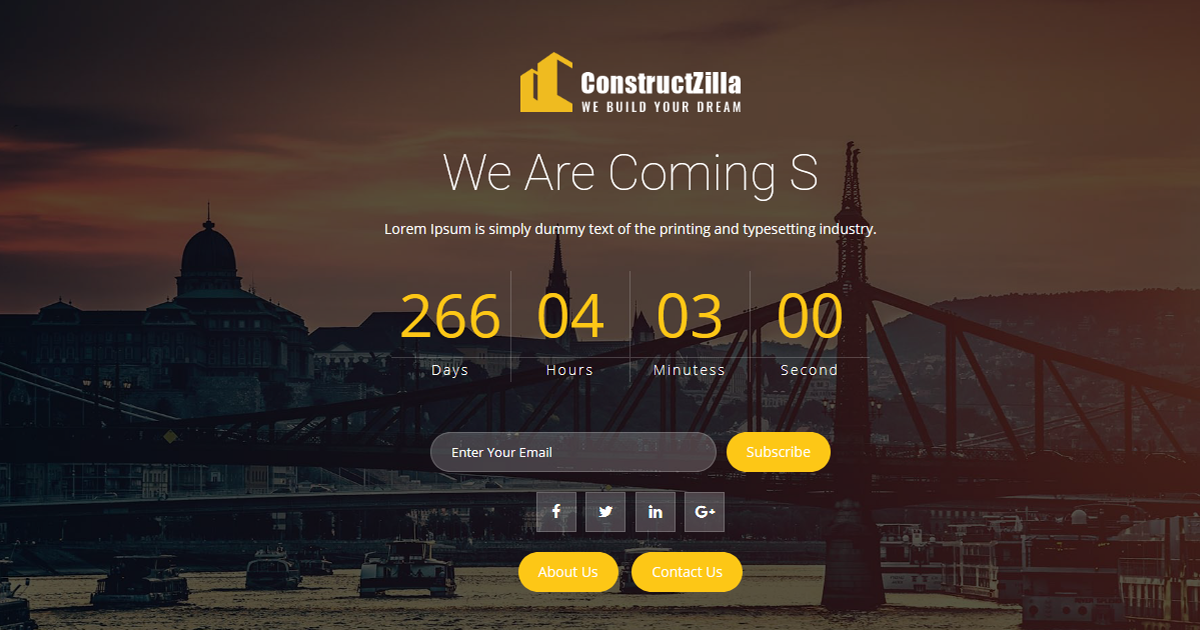 ConstructZilla
WE BUILD YOUR DREAM
We Are Coming S
Lorem Ipsum is simply dummy text of the printing and typesetting industry.
266 04 03 00
Days Hours Minutess Second
Enter Your Email Subscribe
f in G+
About Us Contact Us